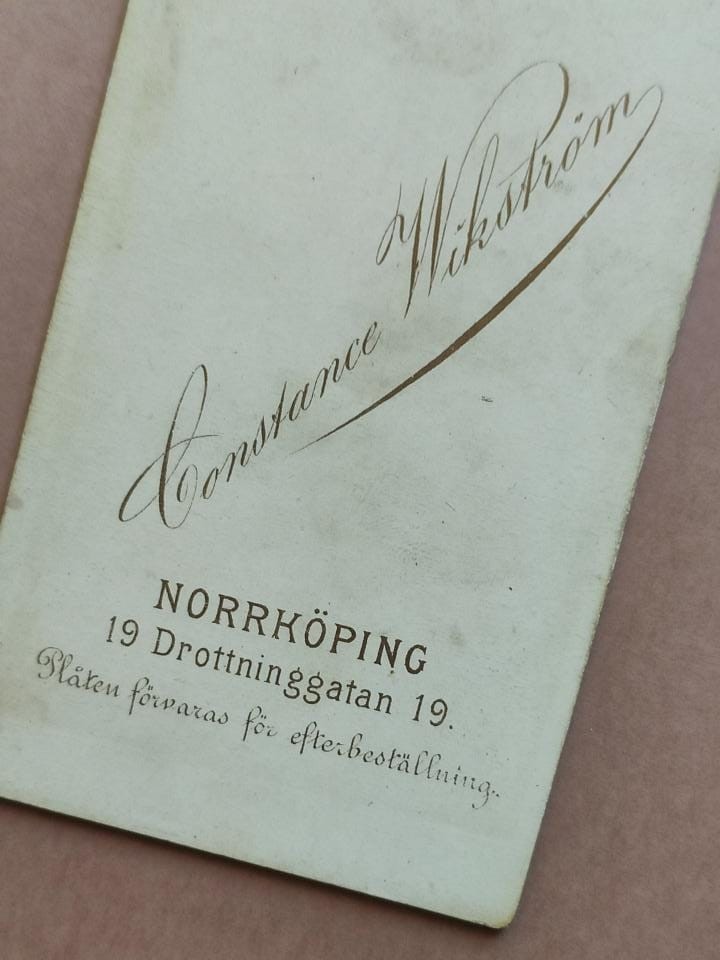 Constance Wikström
NORRKÖPING
19 Drottninggatan 19.
Plåten förvaras för efterbeställning.